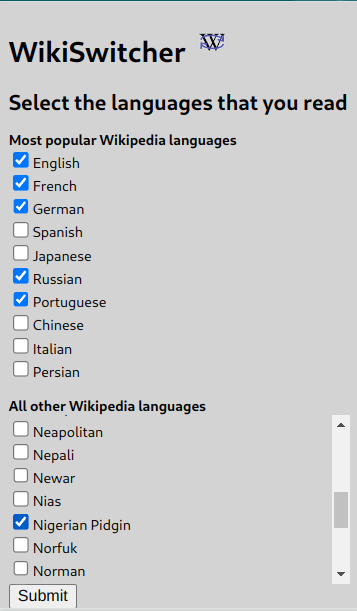 WikiSwitcher W
Select the languages that you read
Most popular Wikipedia languages
English
French
German
Spanish
Japanese
Russian
Portuguese
Chinese
Italian
Persian
All other Wikipedia languages
Neapolitan
Nepali
Newar
Nias
Nigerian Pidgin
Norfuk
Norman
Submit